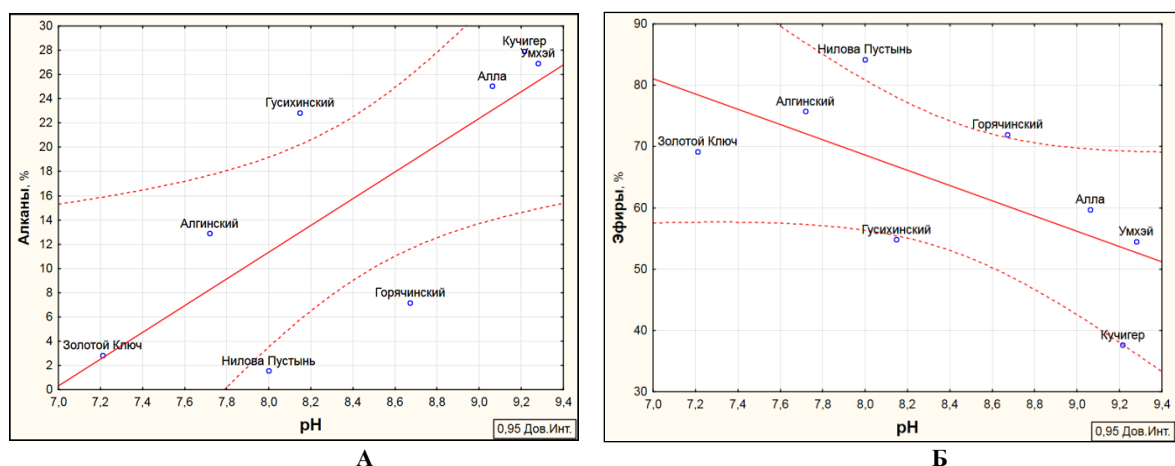 30
28
26
24
22
20
18
16
14
12
10
8
6
4
2
0
Алканы, %
Кучигер
Умхэй
Алла
Гусихинский
Алгинский
Горячинский
Золотой Ключ
Нилова Пустынь
7,0 7,2 7,4 7,6 7,8 8,0 8,2 8,4 8,6 8,8 9,0 9,2 9,4
pH
0,95 Дов.Инт.
А
90
80
70
60
50
40
30
Эфиры, %
Нилова Пустынь
Алгинский
Горячинский
Золотой Ключ
Алла
Гусихинский
Умхэй
Кучигер
7,0 7,2 7,4 7,6 7,8 8,0 8,2 8,4 8,6 8,8 9,0 9,2 9,4
pH
0,95 Дов.Инт.
Б